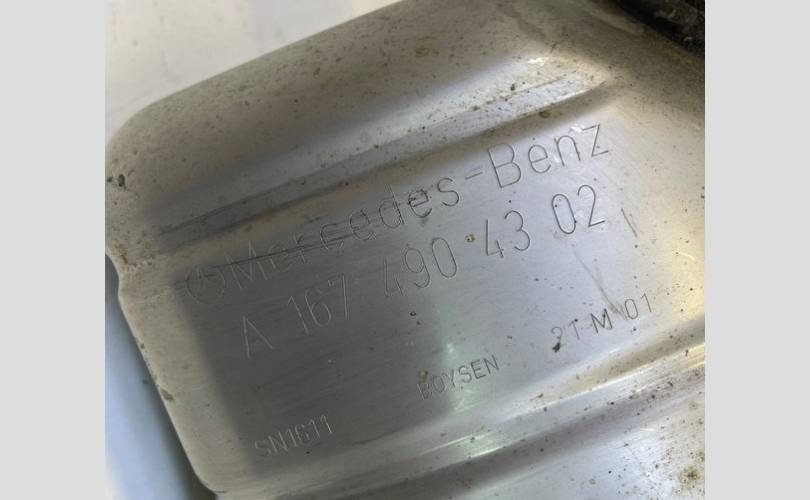 Mercedes-Benz
A 167 490 43 02
SN1611 BOYSEN 21 M 01